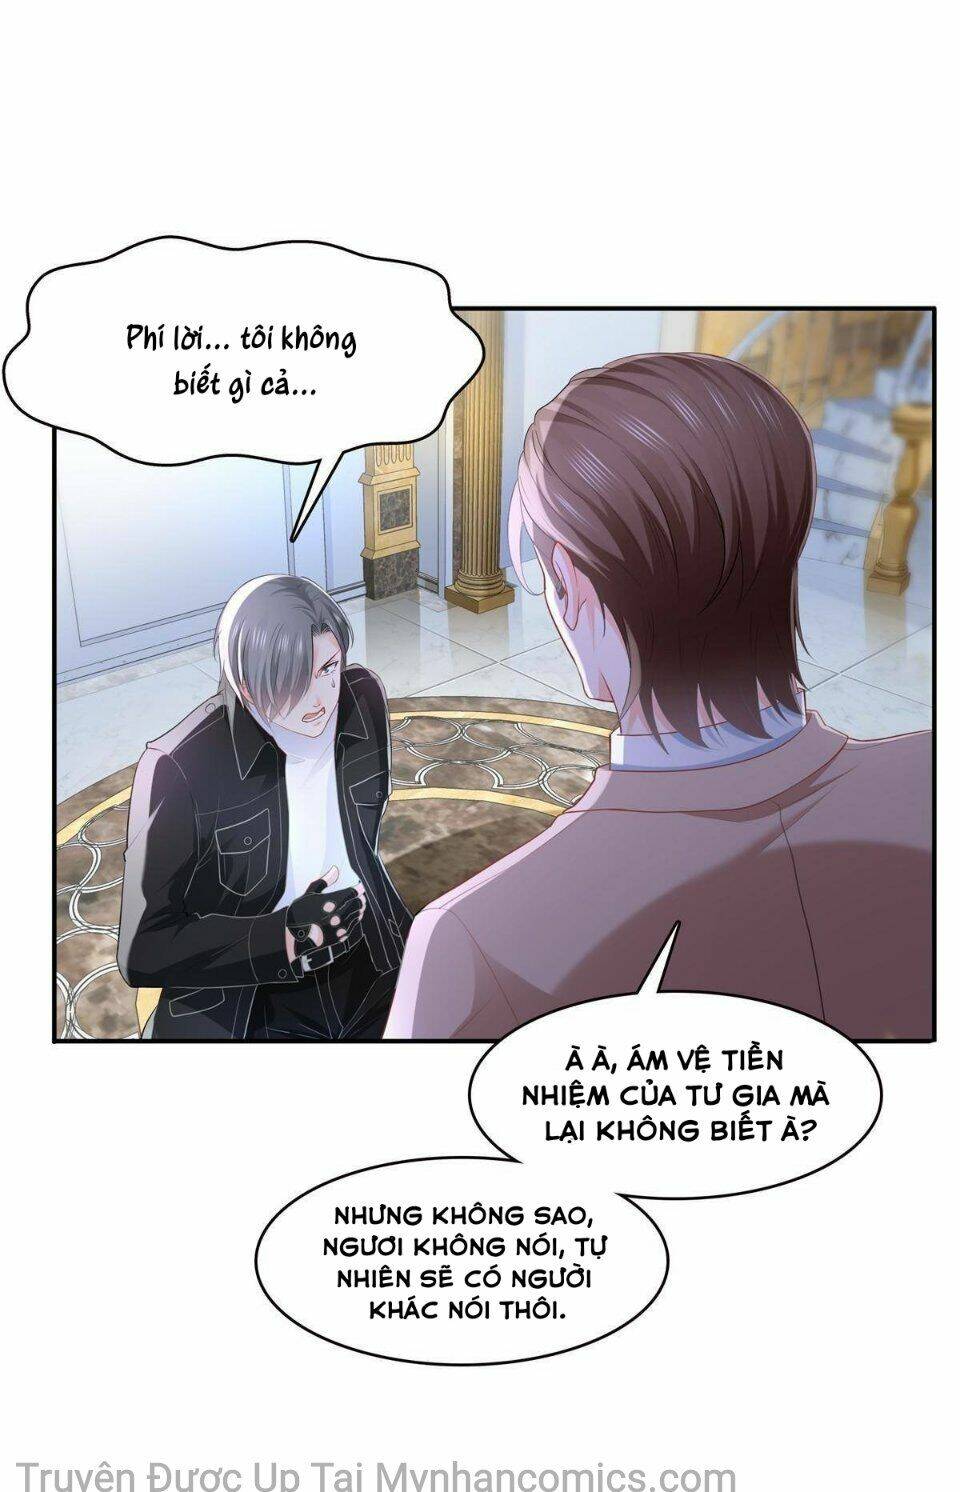 Phí lời... tôi không
biết gì cả...
À À, ÁM VỆ TIỀN
NHIỆM CỦA TƯ GIA MÀ
LẠI KHÔNG BIẾT À?
NHƯNG KHÔNG SAO,
NGƯƠI KHÔNG NÓI, TỰ
NHIÊN SẼ CÓ NGƯỜI
KHÁC NÓI THÔI.
Truyện Được Up Tại Mynhancomics.com